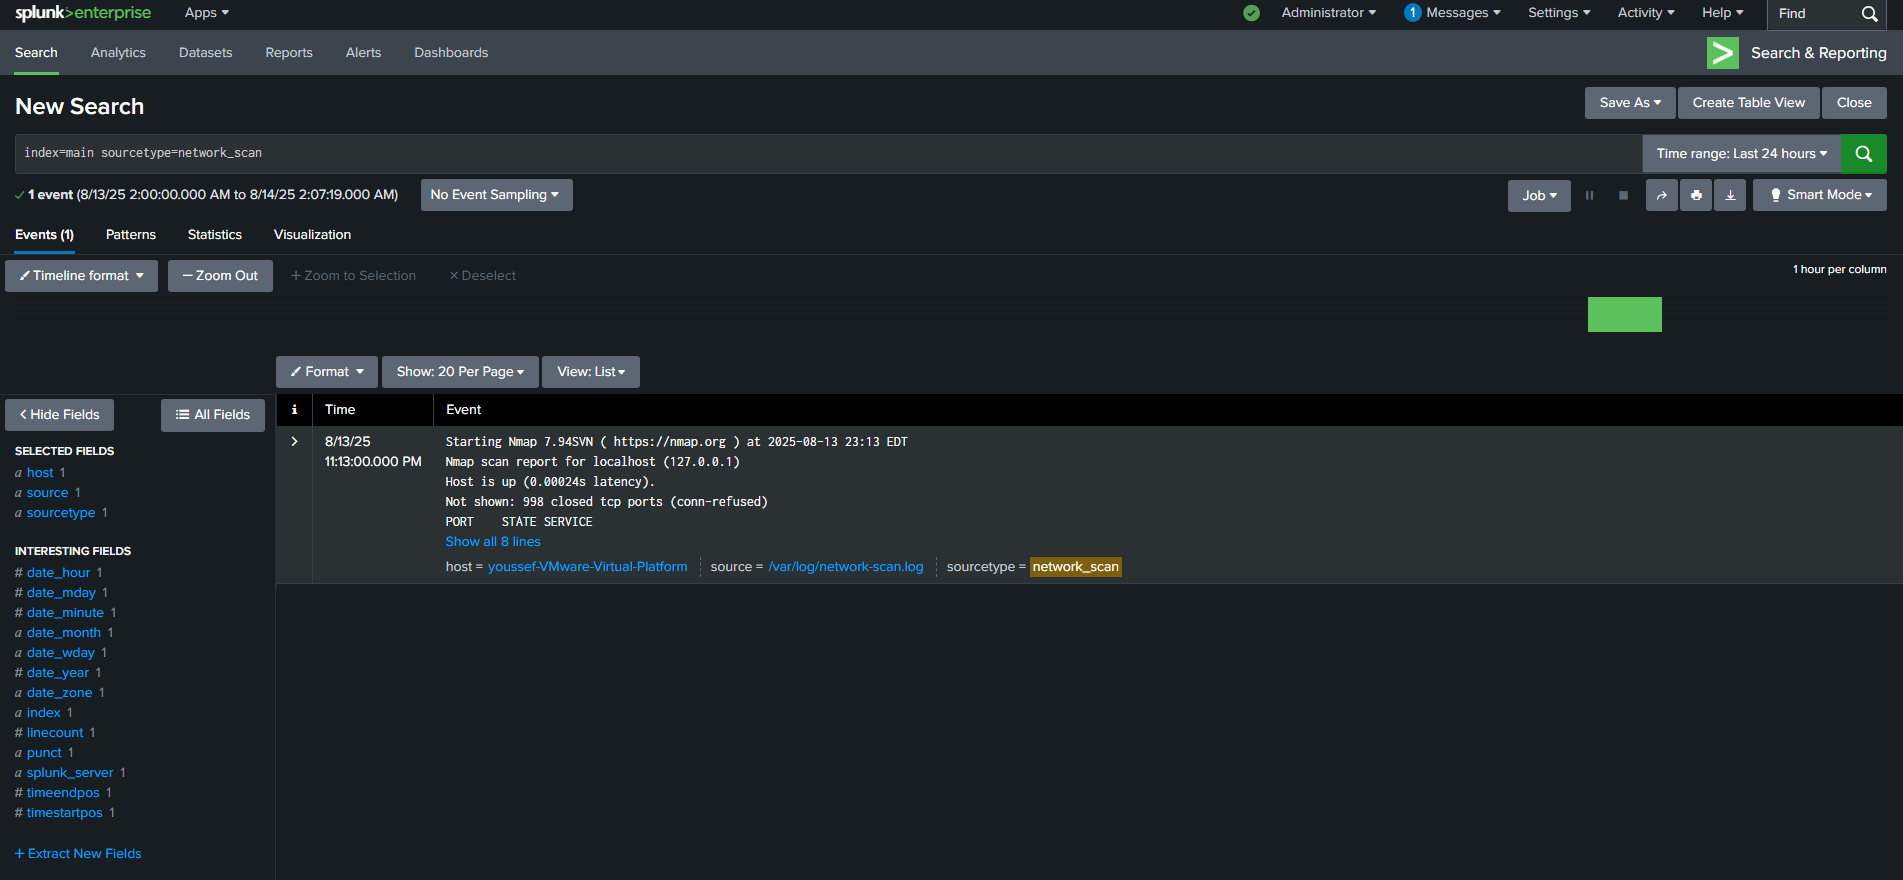 splunk>enterprise Apps Administrator 1 Messages Settings Activity Help Find
Search Analytics Datasets Reports Alerts Dashboards Search & Reporting
New Search Save As Create Table View Close
index=main sourcetype=network_scan Time range: Last 24 hours
1 event (8/13/25 2:00:00.000 AM to 8/14/25 2:07:19.000 AM) No Event Sampling Job Smart Mode
Events (1) Patterns Statistics Visualization
Timeline format — Zoom Out + Zoom to Selection × Deselect 1 hour per column
Format Show: 20 Per Page View: List
< Hide Fields All Fields
i Time Event
SELECTED FIELDS
a host 1
a source 1
a sourcetype 1
INTERESTING FIELDS
# date_hour 1
# date_mday 1
# date_minute 1
a date_month 1
a date_wday 1
# date_year 1
a date_zone 1
a index 1
# linecount 1
a punct 1
a splunk_server 1
# timeendpos 1
# timestartpos 1
+ Extract New Fields
> 8/13/25
11:13:00.000 PM
Starting Nmap 7.94SVN ( https://nmap.org ) at 2025-08-13 23:13 EDT
Nmap scan report for localhost (127.0.0.1)
Host is up (0.00024s latency).
Not shown: 998 closed tcp ports (conn-refused)
PORT STATE SERVICE
Show all 8 lines
host = youssef-VMware-Virtual-Platform source = /var/log/network-scan.log sourcetype = network_scan